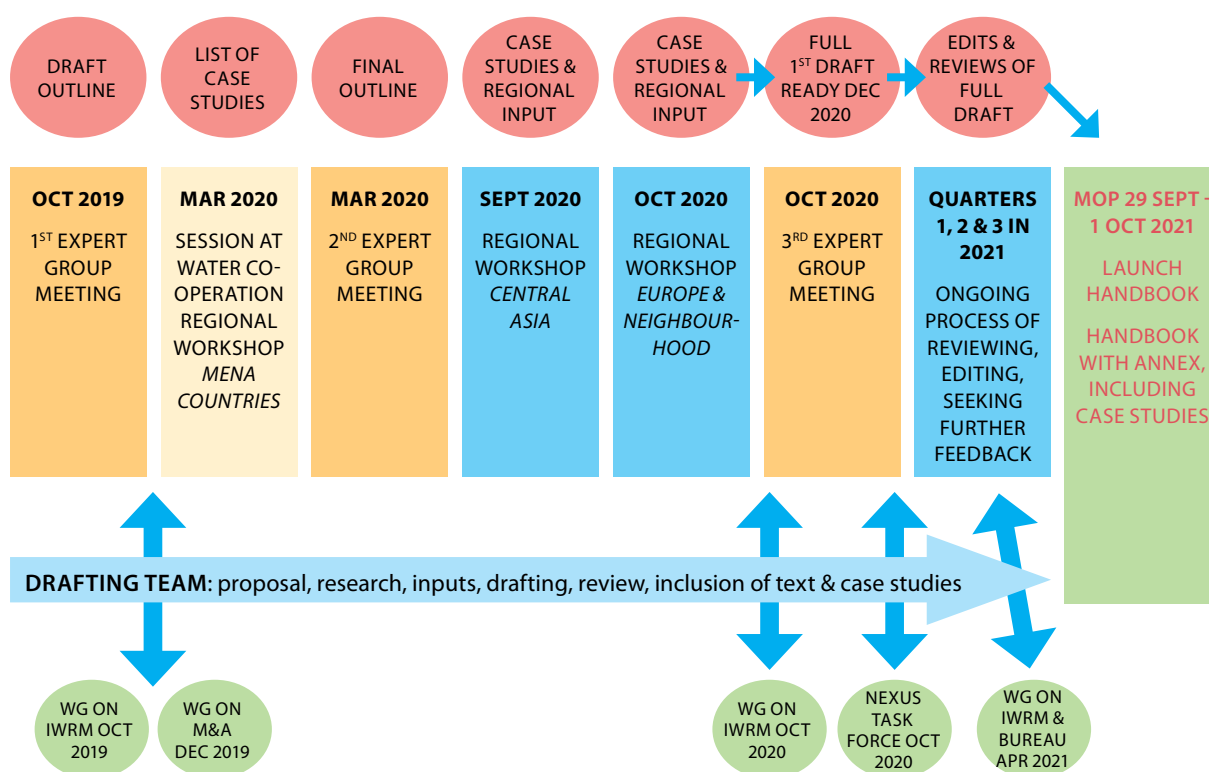 DRAFT
OUTLINE
LIST OF
CASE
STUDIES
FINAL
OUTLINE
CASE
STUDIES &
REGIONAL
INPUT
CASE
STUDIES &
REGIONAL
INPUT
FULL
1ST DRAFT
READY DEC
2020
EDITS &
REVIEWS OF
FULL
DRAFT
OCT 2019
1ST EXPERT
GROUP
MEETING
MAR 2020
SESSION AT
WATER CO-
OPERATION
REGIONAL
WORKSHOP
MENA
COUNTRIES
MAR 2020
2ND EXPERT
GROUP
MEETING
SEPT 2020
REGIONAL
WORKSHOP
CENTRAL
ASIA
OCT 2020
REGIONAL
WORKSHOP
EUROPE &
NEIGHBOUR-
HOOD
OCT 2020
3RD EXPERT
GROUP
MEETING
QUARTERS
1, 2 & 3 IN
2021
ONGOING
PROCESS OF
REVIEWING,
EDITING,
SEEKING
FURTHER
FEEDBACK
MOP 29 SEPT -
1 OCT 2021
LAUNCH
HANDBOOK
HANDBOOK
WITH ANNEX,
INCLUDING
CASE STUDIES
DRAFTING TEAM: proposal, research, inputs, drafting, review, inclusion of text & case studies
WG ON
IWRM OCT
2019
WG ON
M&A
DEC 2019
WG ON
IWRM OCT
2020
NEXUS
TASK
FORCE OCT
2020
WG ON
IWRM &
BUREAU
APR 2021